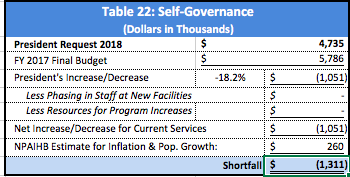 Table 22: Self-Governance
(Dollars in Thousands)
President Request 2018 $ 4,735
FY 2017 Final Budget $ 5,786
President's Increase/Decrease -18.2% $ (1,051)
Less Phasing in Staff at New Facilities $ -
Less Resources for Program Increases $ -
Net Increase/Decrease for Current Services $ (1,051)
NPAIHB Estimate for Inflation & Pop. Growth: $ 260
Shortfall $ (1,311)